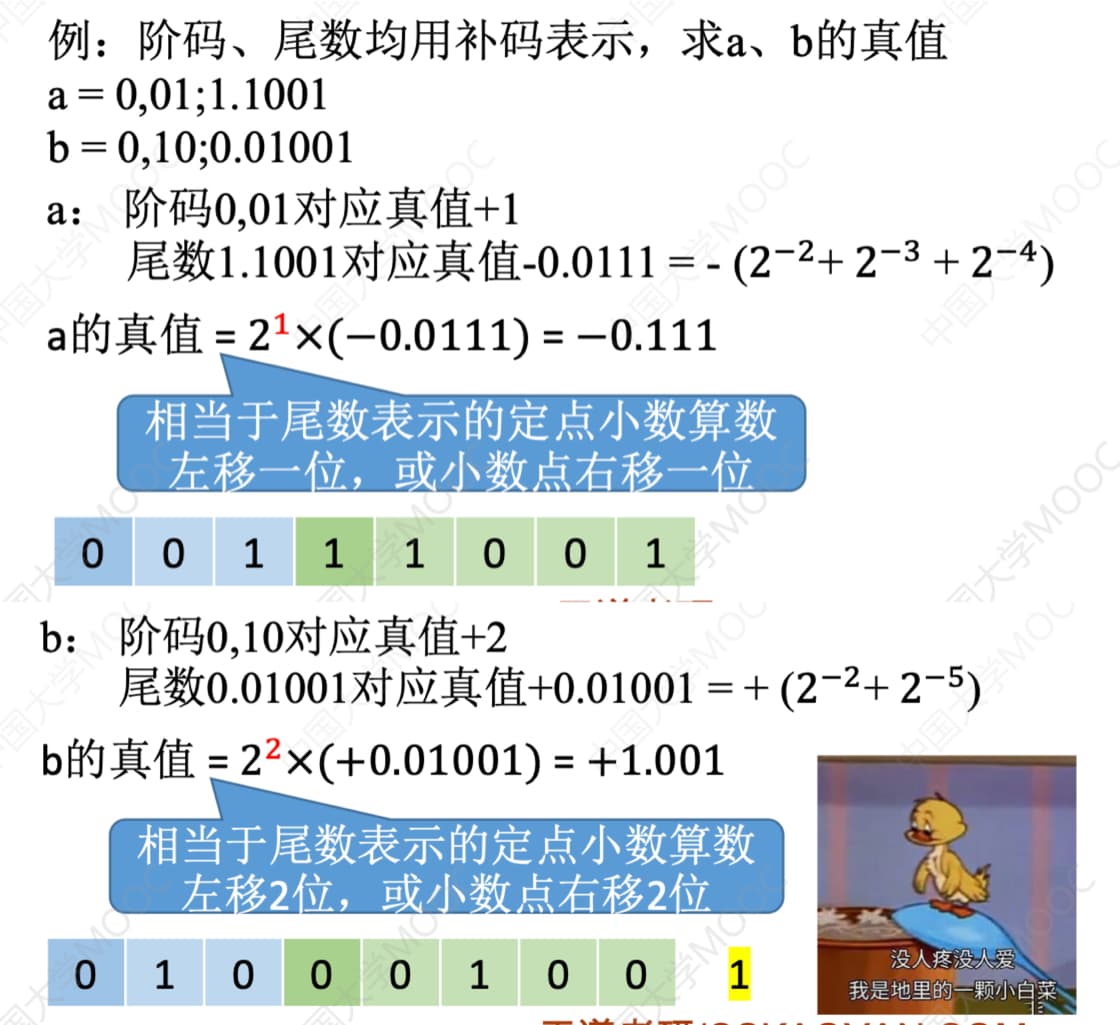 例：阶码、尾数均用补码表示，求a、b的真值
a = 0,01;1.1001
b = 0,10;0.01001
a： 阶码0,01对应真值+1
尾数1.1001对应真值-0.0111 = - (2⁻²+ 2⁻³ + 2⁻⁴)
a的真值 = 2¹×(−0.0111) = −0.111
相当于尾数表示的定点小数算数
左移一位，或小数点右移一位
0 0 1 1 1 0 0 1
b： 阶码0,10对应真值+2
尾数0.01001对应真值+0.01001 = + (2⁻²+ 2⁻⁵)
b的真值 = 2²×(+0.01001) = +1.001
相当于尾数表示的定点小数算数
左移2位，或小数点右移2位
0 1 0 0 0 1 0 0 1
没人疼没人爱
我是地里的一颗小白菜
中国大学MOOC